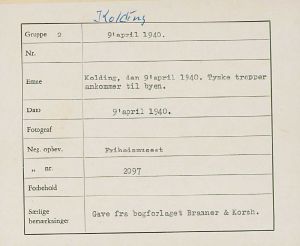 Kolding
Gruppe 2 9'april 1940.
Nr.
Emne Kolding, den 9'april 1940. Tyske tropper
ankommer til byen.
Dato 9'april 1940.
Fotograf
Neg. opbev. Frihedsmuseet
„ nr. 2097
Forbehold
Særlige
bemærkninger Gave fra bogforlaget Branner & Korch.